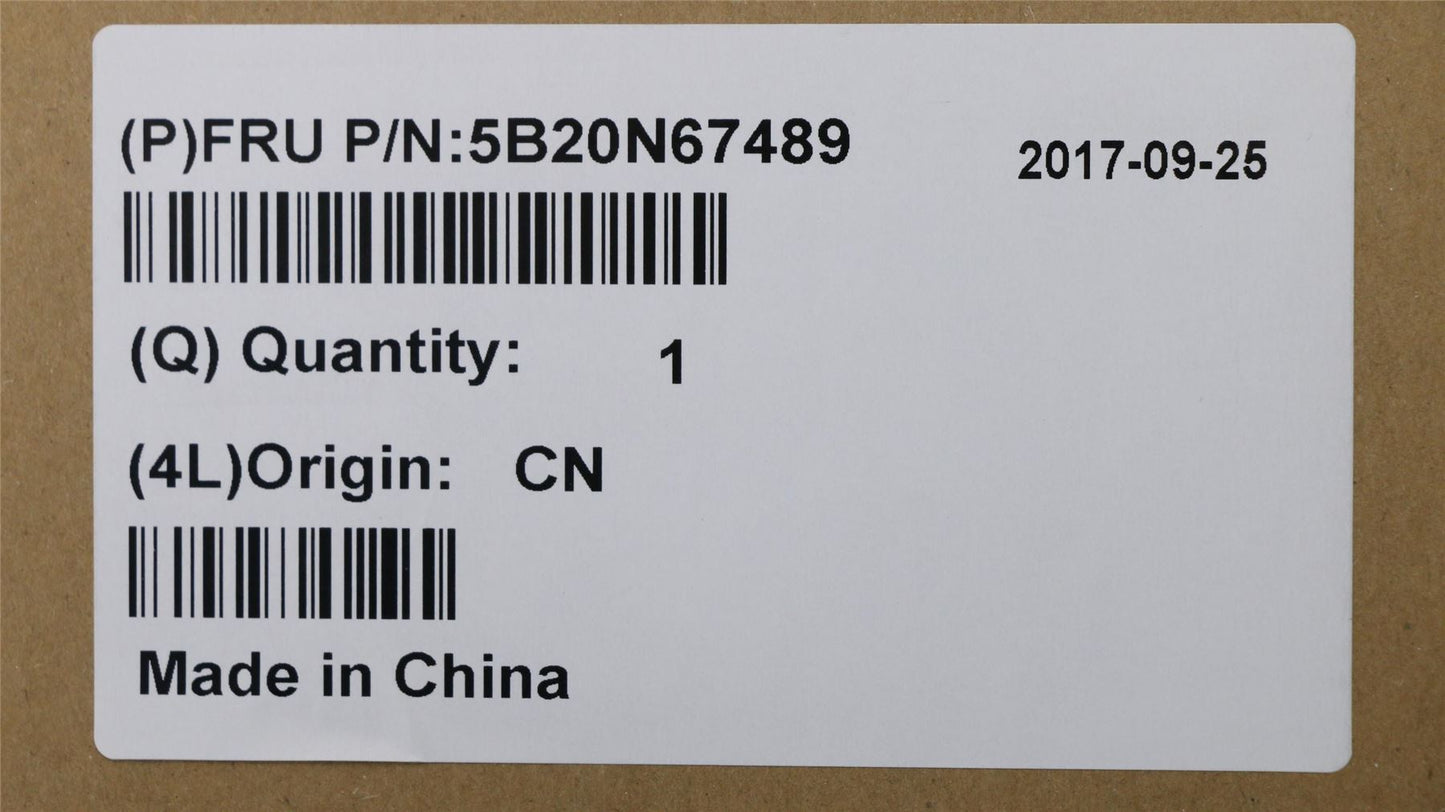 (P)FRU P/N:5B20N67489
2017-09-25
(Q) Quantity: 1
(4L)Origin: CN
Made in China